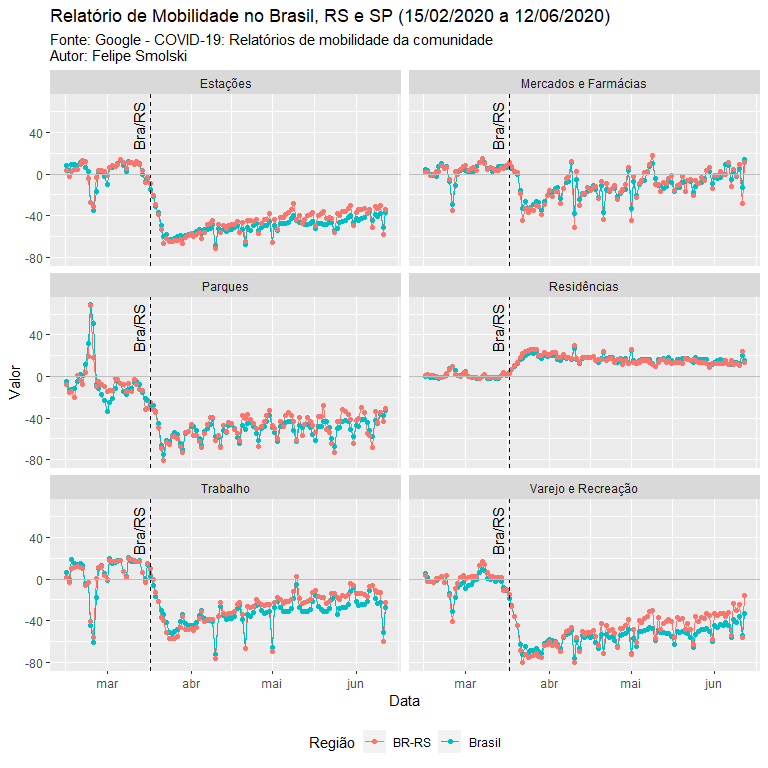 Relatório de Mobilidade no Brasil, RS e SP (15/02/2020 a 12/06/2020)
Fonte: Google - COVID-19: Relatórios de mobilidade da comunidade
Autor: Felipe Smolski
Estações
Mercados e Farmácias
40
0
-40
-80
Bra/RS
Bra/RS
Parques
Residências
40
0
-40
-80
Bra/RS
Bra/RS
Valor
Trabalho
Varejo e Recreação
40
0
-40
-80
Bra/RS
Bra/RS
mar abr mai jun
mar abr mai jun
Data
Região BR-RS Brasil